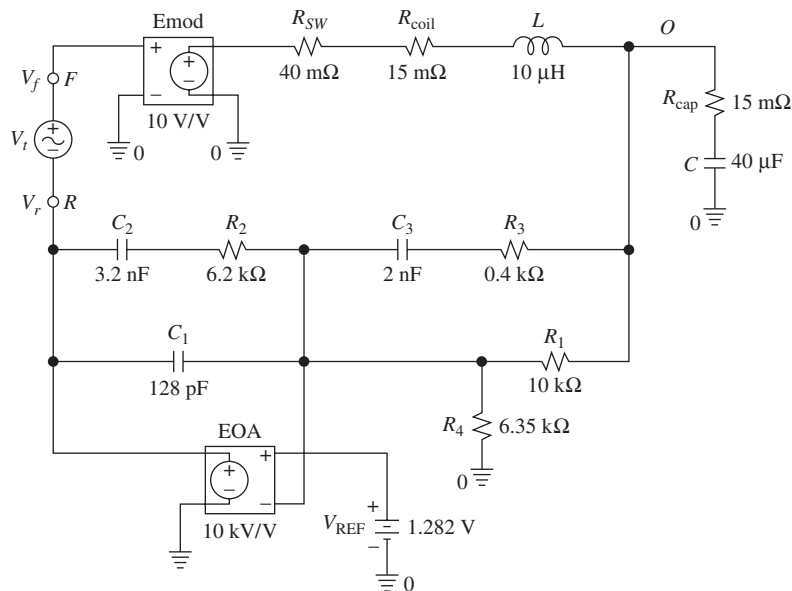 Emod
R_SW
R_coil
L
O
+
−
+
−
40 mΩ
15 mΩ
10 μH
V_f
F
R_cap
15 mΩ
10 V/V
0
0
V_t
+
−
C
40 μF
V_r
R
0
C_2
R_2
C_3
R_3
3.2 nF
6.2 kΩ
2 nF
0.4 kΩ
C_1
R_1
128 pF
10 kΩ
R_4
6.35 kΩ
EOA
0
+
−
+
−
10 kV/V
V_REF
+
−
1.282 V
0